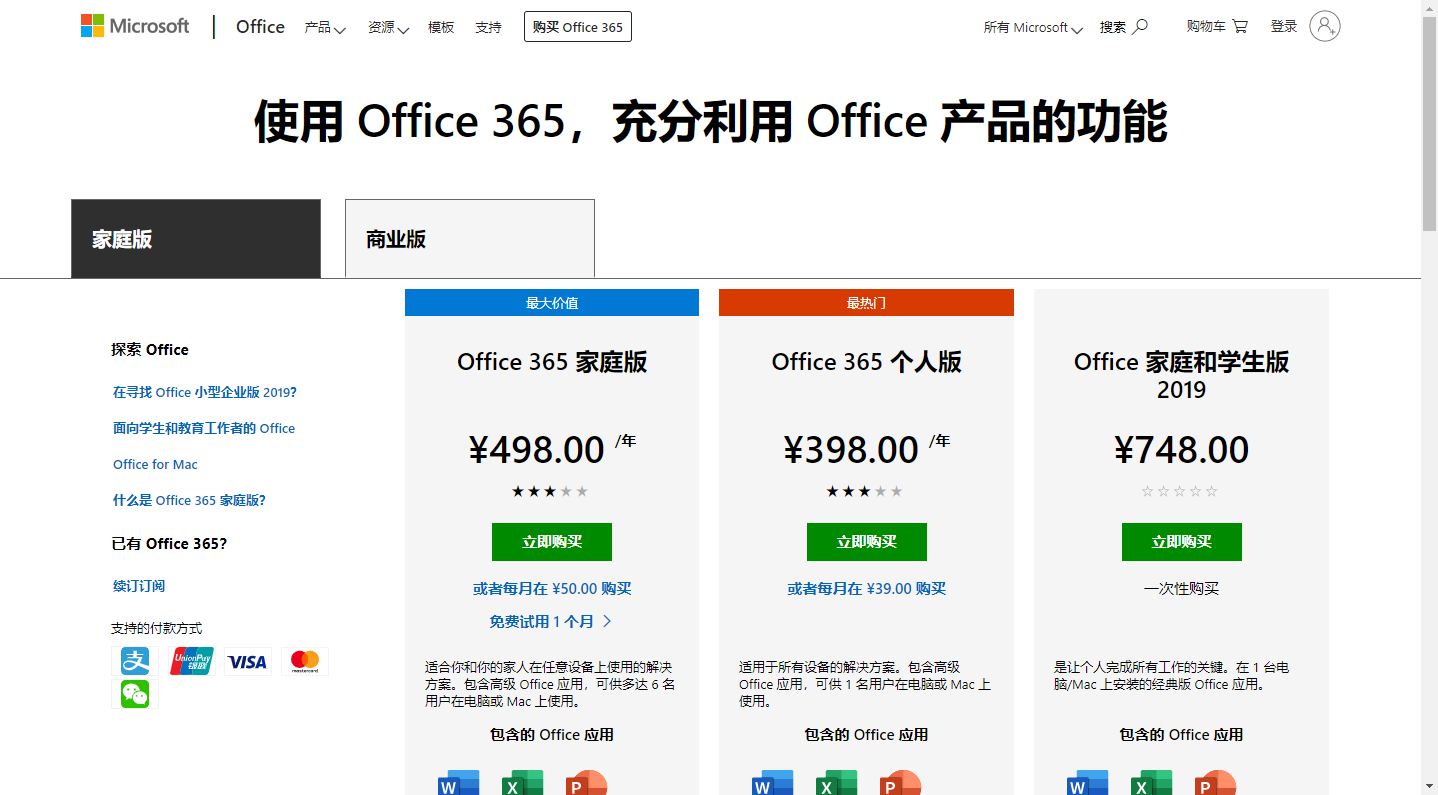 Microsoft
Office 产品 资源 模板 支持 购买 Office 365 所有 Microsoft 搜索 购物车 登录
使用 Office 365，充分利用 Office 产品的功能
家庭版 商业版
探索 Office
在寻找 Office 小型企业版 2019?
面向学生和教育工作者的 Office
Office for Mac
什么是 Office 365 家庭版?
已有 Office 365?
续订订阅
支持的付款方式
支
UnionPay
银联
VISA
mastercard
最大价值
Office 365 家庭版
¥498.00 /年
立即购买
或者每月在 ¥50.00 购买
免费试用 1 个月
适合你和你的家人在任意设备上使用的解决
方案。包含高级 Office 应用，可供多达 6 名
用户在电脑或 Mac 上使用。
包含的 Office 应用
W X P
最热门
Office 365 个人版
¥398.00 /年
立即购买
或者每月在 ¥39.00 购买
适用于所有设备的解决方案。包含高级
Office 应用，可供 1 名用户在电脑或 Mac 上
使用。
包含的 Office 应用
W X P
Office 家庭和学生版
2019
¥748.00
立即购买
一次性购买
是让个人完成所有工作的关键。在 1 台电
脑/Mac 上安装的经典版 Office 应用。
包含的 Office 应用
W X P